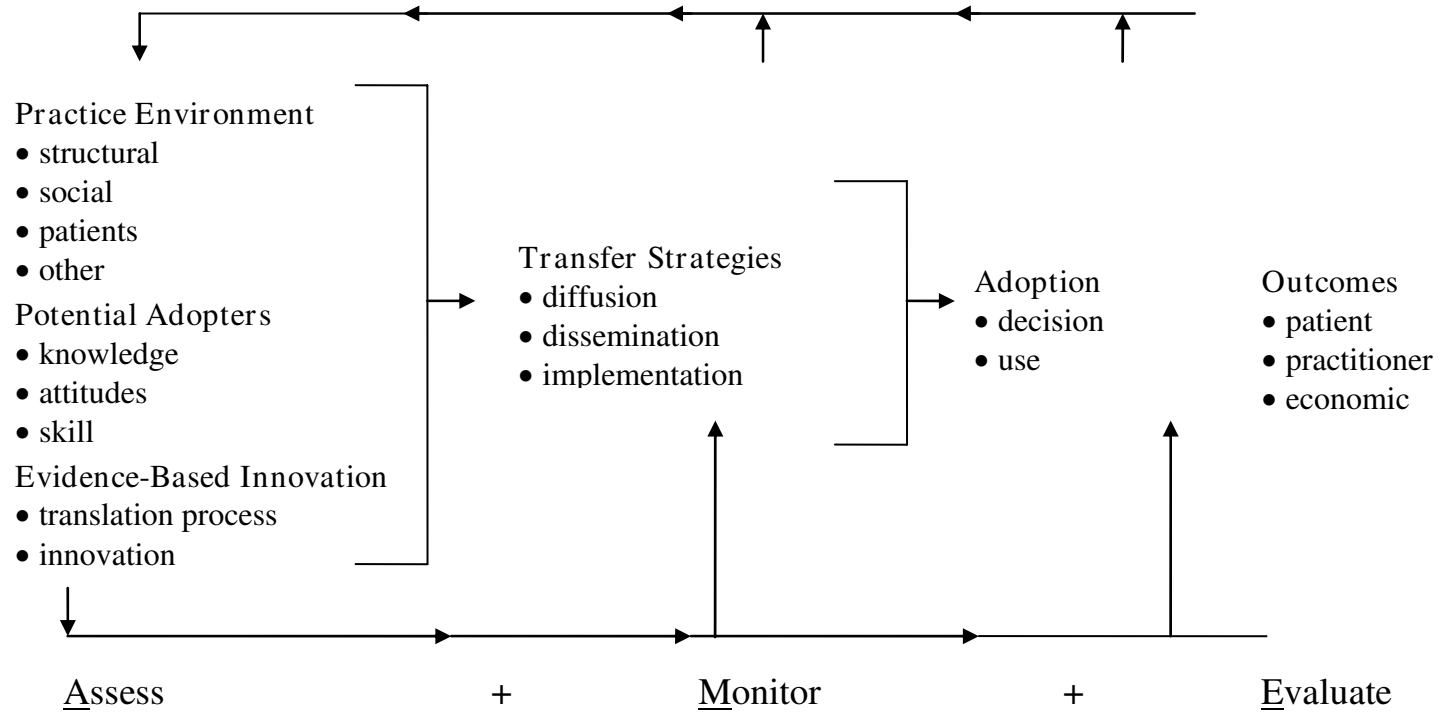 Practice Environment
• structural
• social
• patients
• other
Potential Adopters
• knowledge
• attitudes
• skill
Evidence-Based Innovation
• translation process
• innovation
Transfer Strategies
• diffusion
• dissemination
• implementation
Adoption
• decision
• use
Outcomes
• patient
• practitioner
• economic
Assess + Monitor + Evaluate